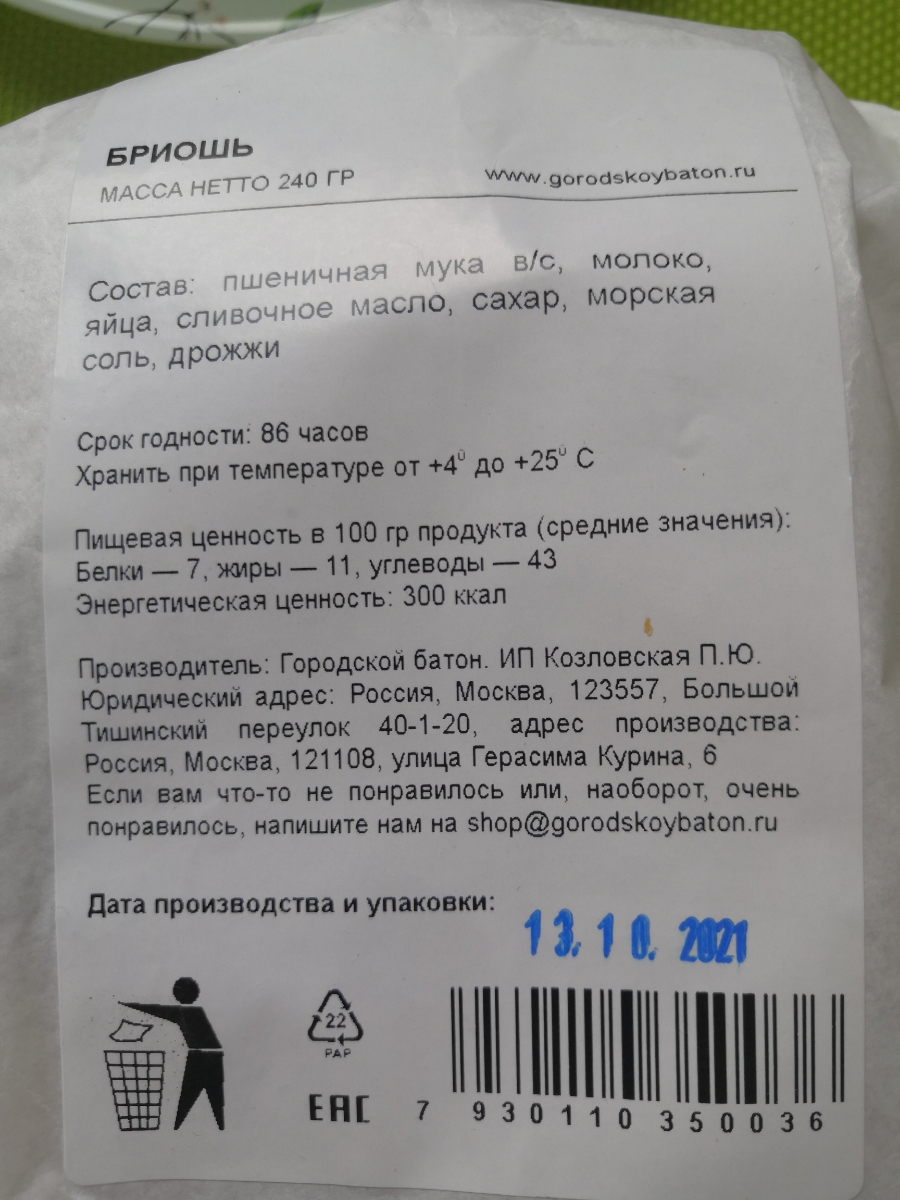 БРИОШЬ
МАССА НЕТТО 240 ГР
www.gorodskoybaton.ru
Состав: пшеничная мука в/с, молоко,
яйца, сливочное масло, сахар, морская
соль, дрожжи
Срок годности: 86 часов
Хранить при температуре от +4⁰ до +25⁰ С
Пищевая ценность в 100 гр продукта (средние значения):
Белки — 7, жиры — 11, углеводы — 43
Энергетическая ценность: 300 ккал
Производитель: Городской батон. ИП Козловская П.Ю.
Юридический адрес: Россия, Москва, 123557, Большой
Тишинский переулок 40-1-20, адрес производства:
Россия, Москва, 121108, улица Герасима Курина, 6
Если вам что-то не понравилось или, наоборот, очень
понравилось, напишите нам на shop@gorodskoybaton.ru
Дата производства и упаковки:
13.10.2021
22
PAP
EAC
7 930110 350036